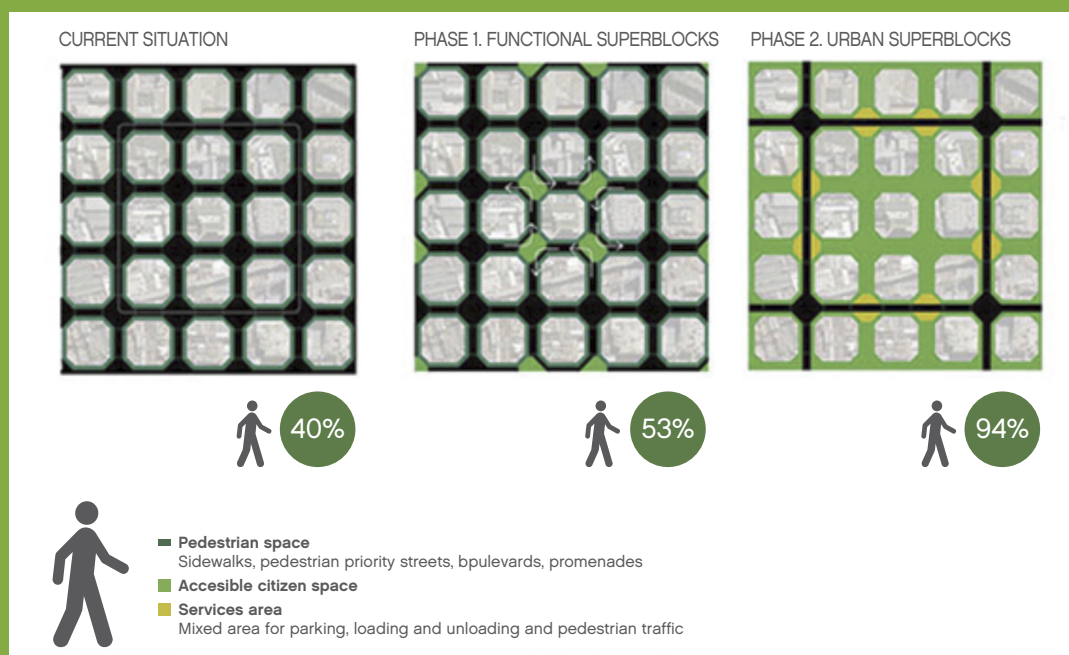 CURRENT SITUATION
PHASE 1. FUNCTIONAL SUPERBLOCKS
PHASE 2. URBAN SUPERBLOCKS
40%
53%
94%
Pedestrian space
Sidewalks, pedestrian priority streets, bpulevards, promenades
Accesible citizen space
Services area
Mixed area for parking, loading and unloading and pedestrian traffic